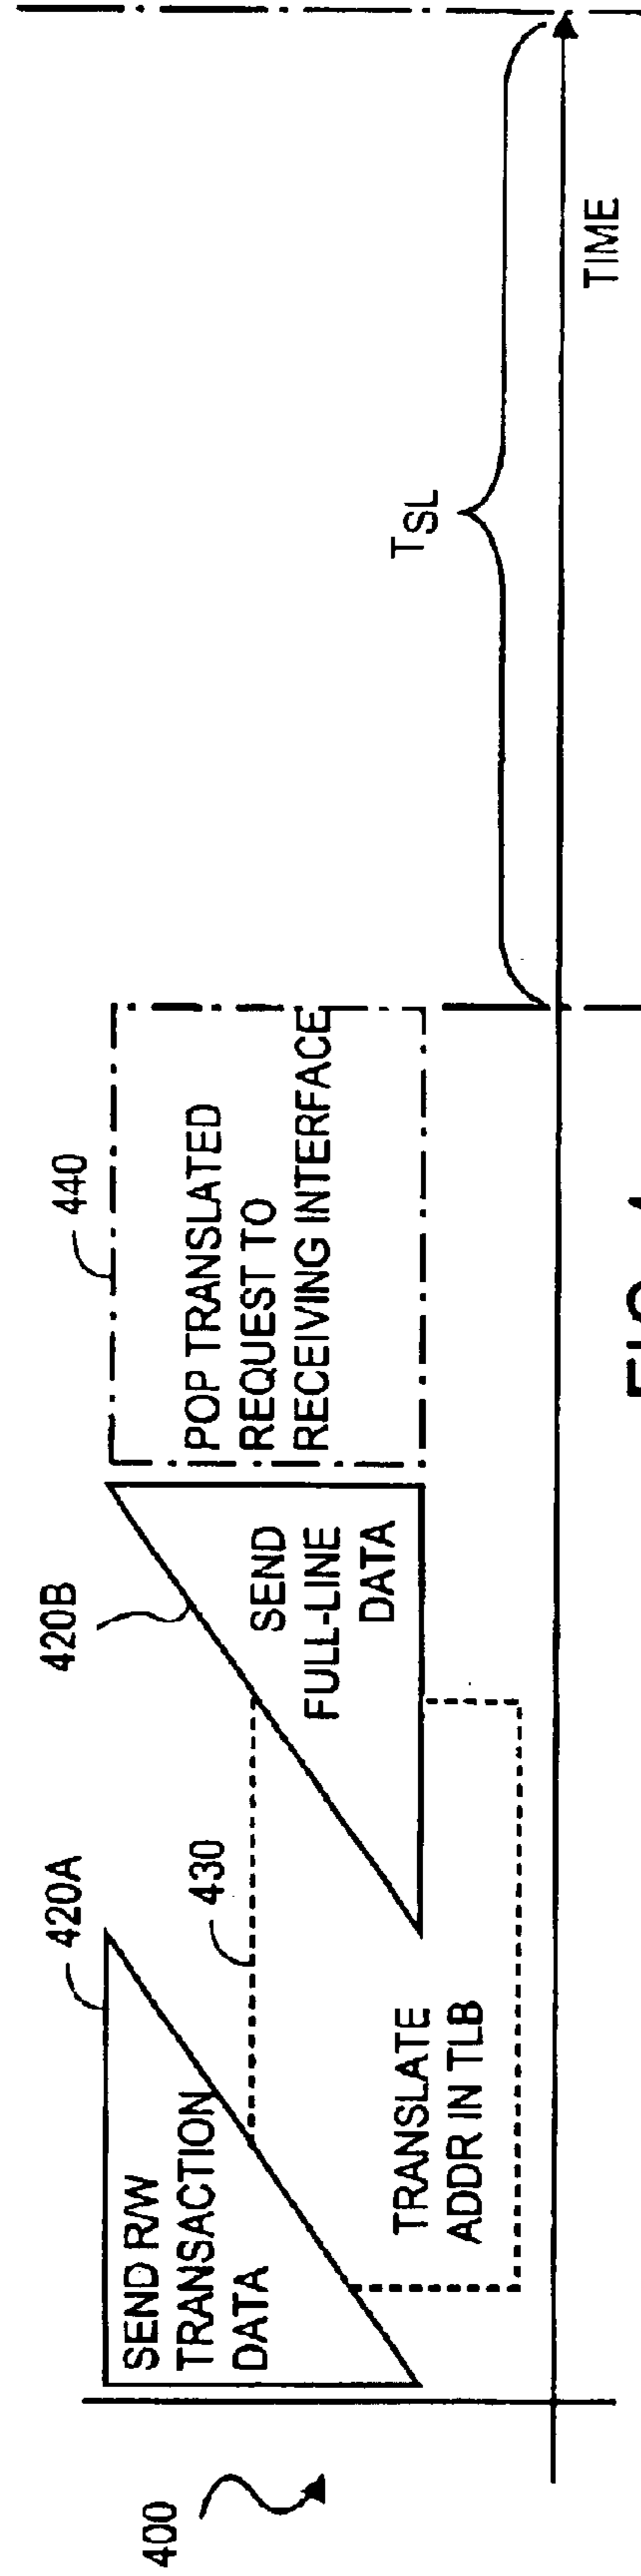 400
420A
SEND R/W
TRANSACTION
DATA
430
TRANSLATE
ADDR IN TLB
420B
SEND
FULL-LINE
DATA
440
POP TRANSLATED
REQUEST TO
RECEIVING INTERFACE
TSL
TIME